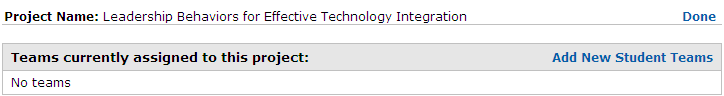 Project Name: Leadership Behaviors for Effective Technology Integration Done
Teams currently assigned to this project: Add New Student Teams
No teams